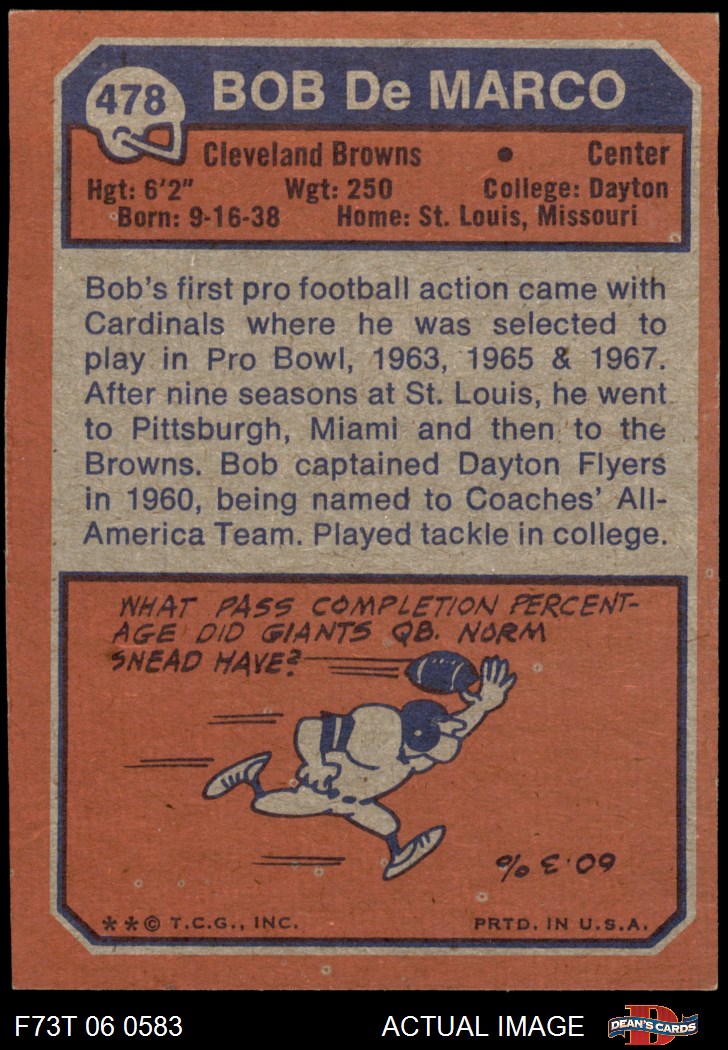 478
BOB De MARCO
Cleveland Browns • Center
Hgt: 6'2" Wgt: 250 College: Dayton
Born: 9-16-38 Home: St. Louis, Missouri
Bob's first pro football action came with
Cardinals where he was selected to
play in Pro Bowl, 1963, 1965 & 1967.
After nine seasons at St. Louis, he went
to Pittsburgh, Miami and then to the
Browns. Bob captained Dayton Flyers
in 1960, being named to Coaches' All-
America Team. Played tackle in college.
WHAT PASS COMPLETION PERCENT-
AGE DID GIANTS QB. NORM
SNEAD HAVE?
60.3%
**© T.C.G., INC. PRTD. IN U.S.A.
F73T 06 0583 ACTUAL IMAGE DEAN'S CARDS